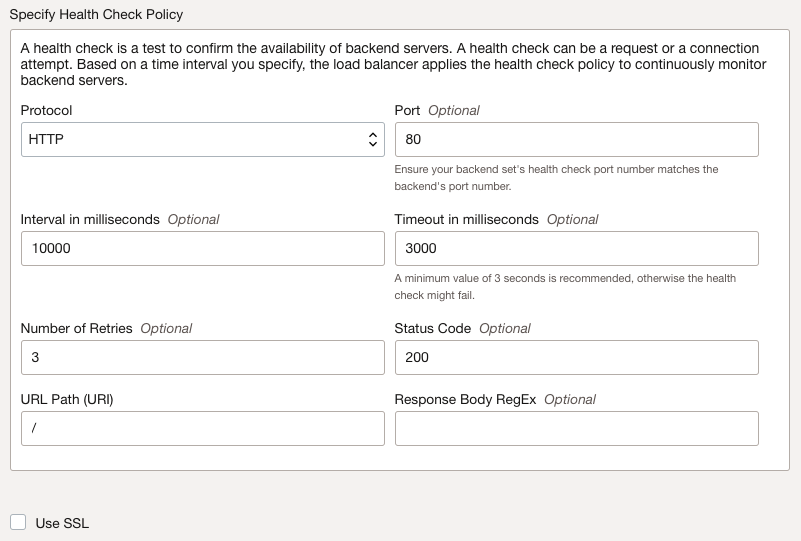 Specify Health Check Policy
A health check is a test to confirm the availability of backend servers. A health check can be a request or a connection
attempt. Based on a time interval you specify, the load balancer applies the health check policy to continuously monitor
backend servers.
Protocol
Port Optional
HTTP
80
Ensure your backend set's health check port number matches the
backend's port number.
Interval in milliseconds Optional
Timeout in milliseconds Optional
10000
3000
A minimum value of 3 seconds is recommended, otherwise the health
check might fail.
Number of Retries Optional
Status Code Optional
3
200
URL Path (URI)
Response Body RegEx Optional
/
Use SSL